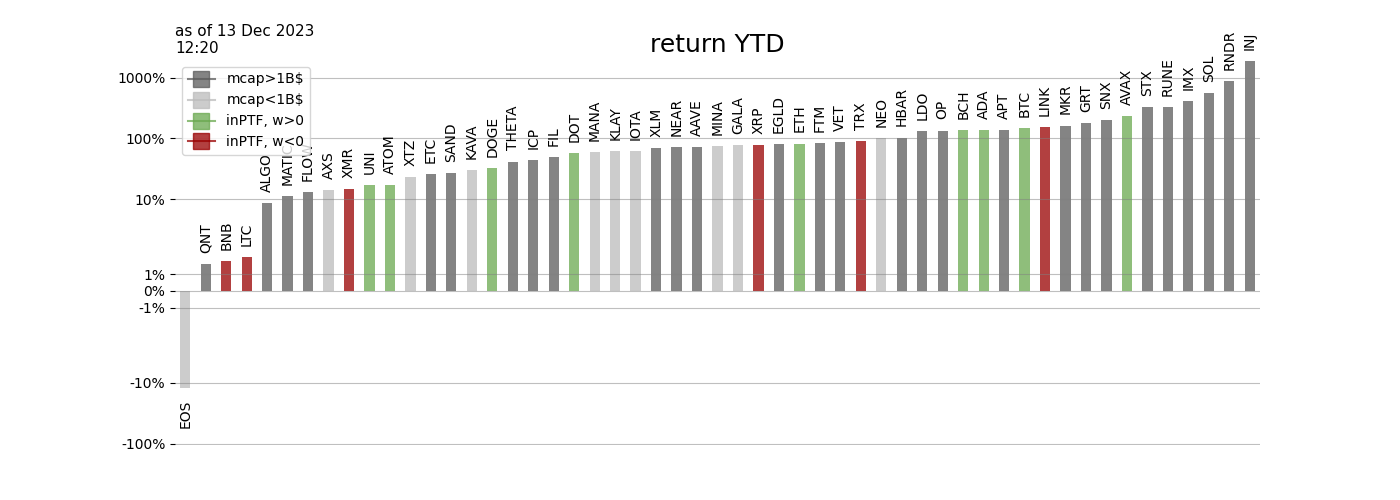 as of 13 Dec 2023
12:20
return YTD
1000%
100%
10%
1%
0%
-1%
-10%
-100%
mcap>1B$
mcap<1B$
inPTF, w>0
inPTF, w<0
EOS
QNT
BNB
LTC
ALGO
MATIC
FLOW
AXS
XMR
UNI
ATOM
XTZ
ETC
SAND
KAVA
DOGE
THETA
ICP
FIL
DOT
MANA
KLAY
IOTA
XLM
NEAR
AAVE
MINA
GALA
XRP
EGLD
ETH
FTM
VET
TRX
NEO
HBAR
LDO
OP
BCH
ADA
APT
BTC
LINK
MKR
GRT
SNX
AVAX
STX
RUNE
IMX
SOL
RNDR
INJ